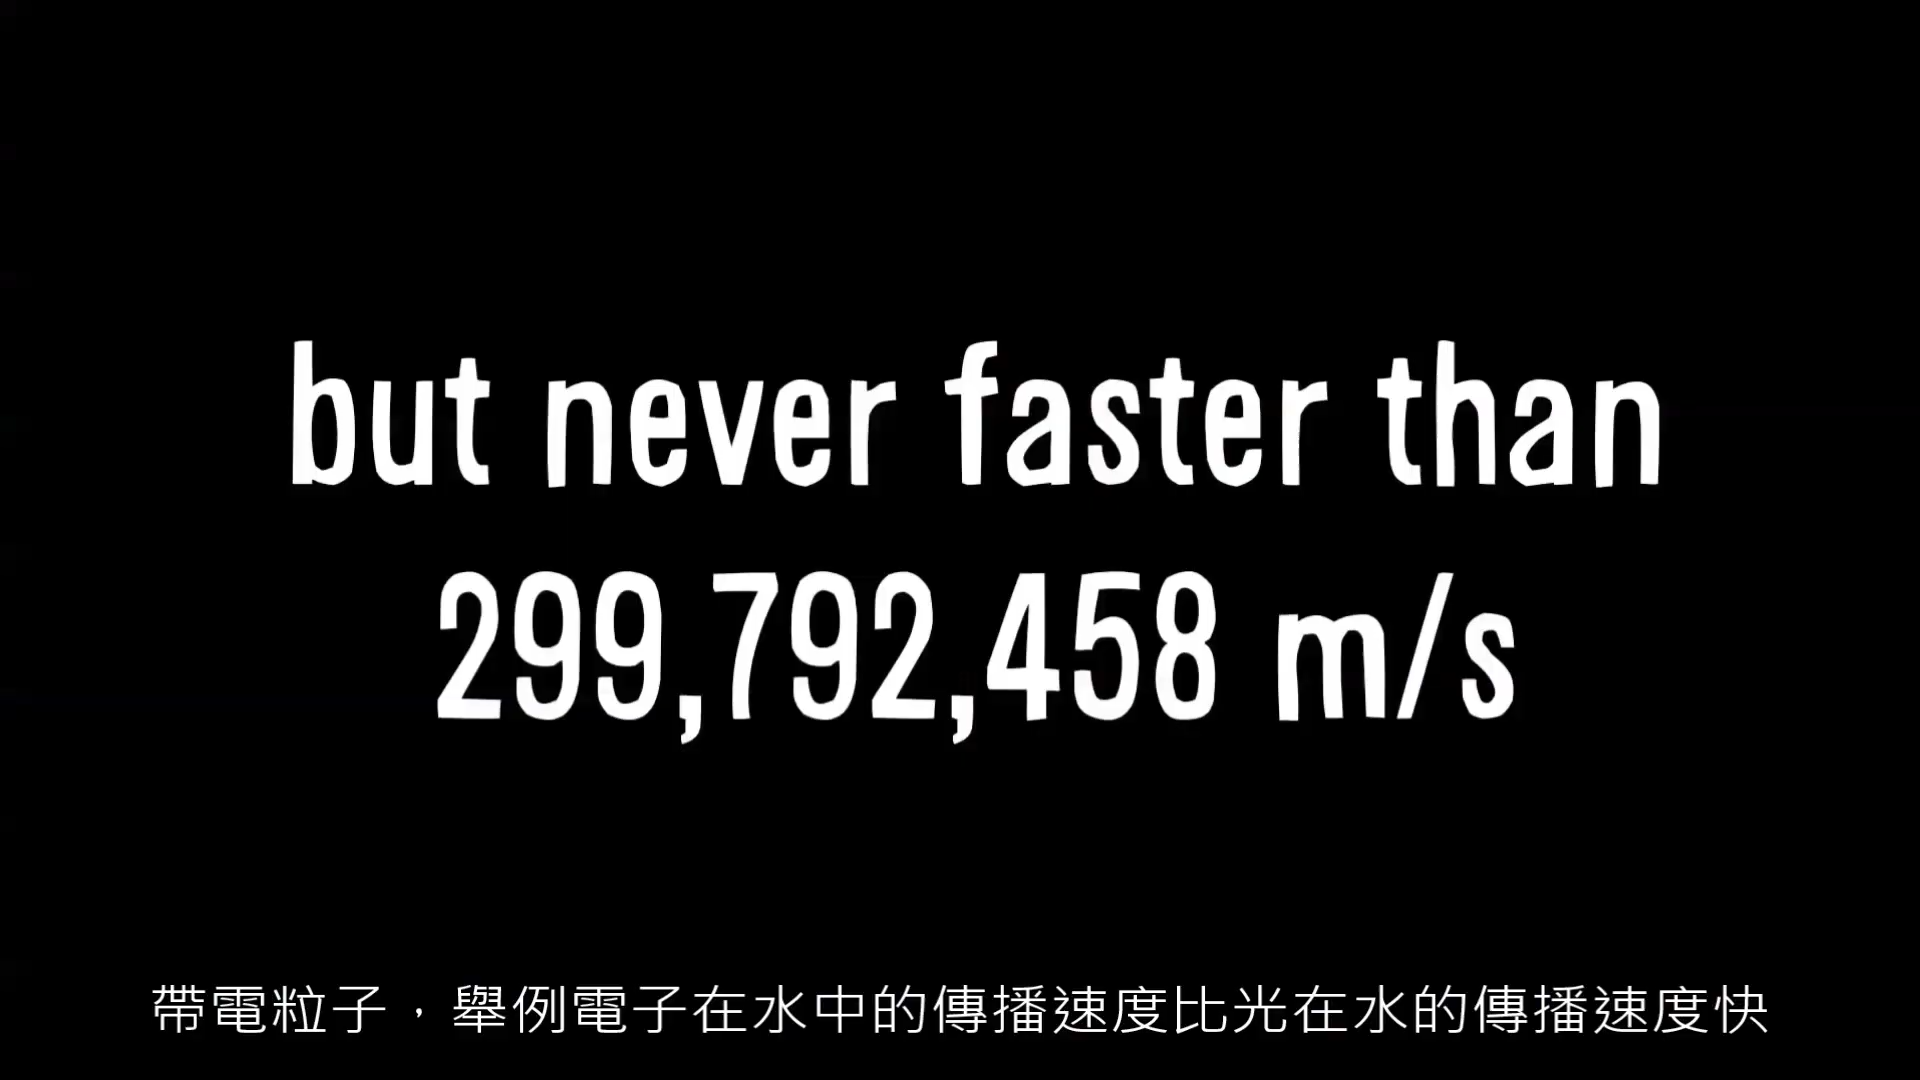 but never faster than
299,792,458 m/s
帶電粒子，舉例電子在水中的傳播速度比光在水的傳播速度快